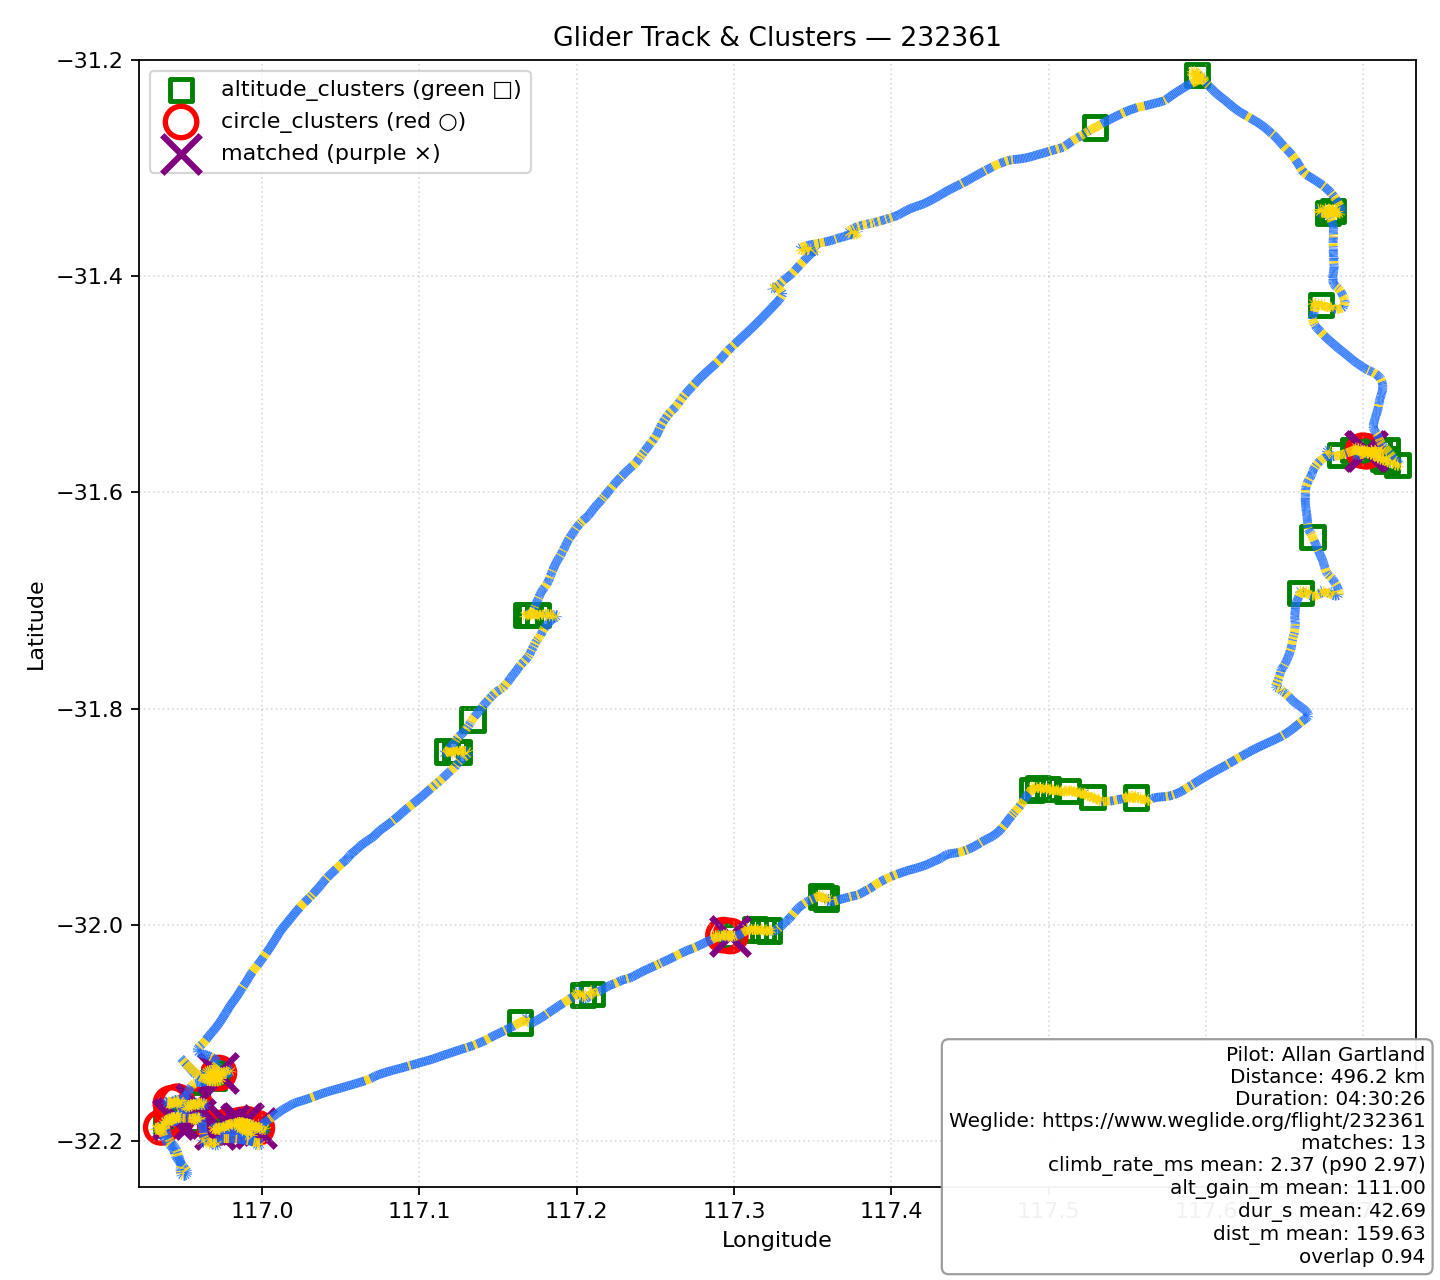 Glider Track & Clusters — 232361
altitude_clusters (green □)
circle_clusters (red ○)
matched (purple ×)
Latitude
−31.2
−31.4
−31.6
−31.8
−32.0
−32.2
117.0 117.1 117.2 117.3 117.4 117.5 117.6
Longitude
Pilot: Allan Gartland
Distance: 496.2 km
Duration: 04:30:26
Weglide: https://www.weglide.org/flight/232361
matches: 13
climb_rate_ms mean: 2.37 (p90 2.97)
alt_gain_m mean: 111.00
dur_s mean: 42.69
dist_m mean: 159.63
overlap 0.94